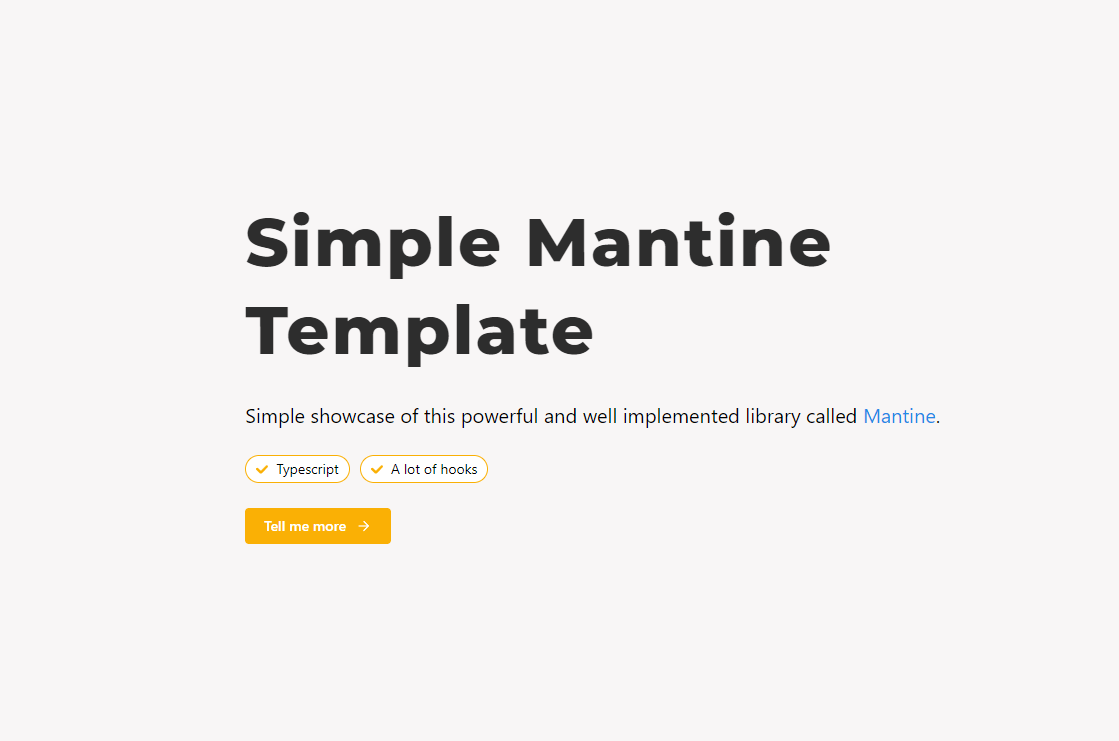 Simple Mantine
Template
Simple showcase of this powerful and well implemented library called Mantine.
Typescript
A lot of hooks
Tell me more